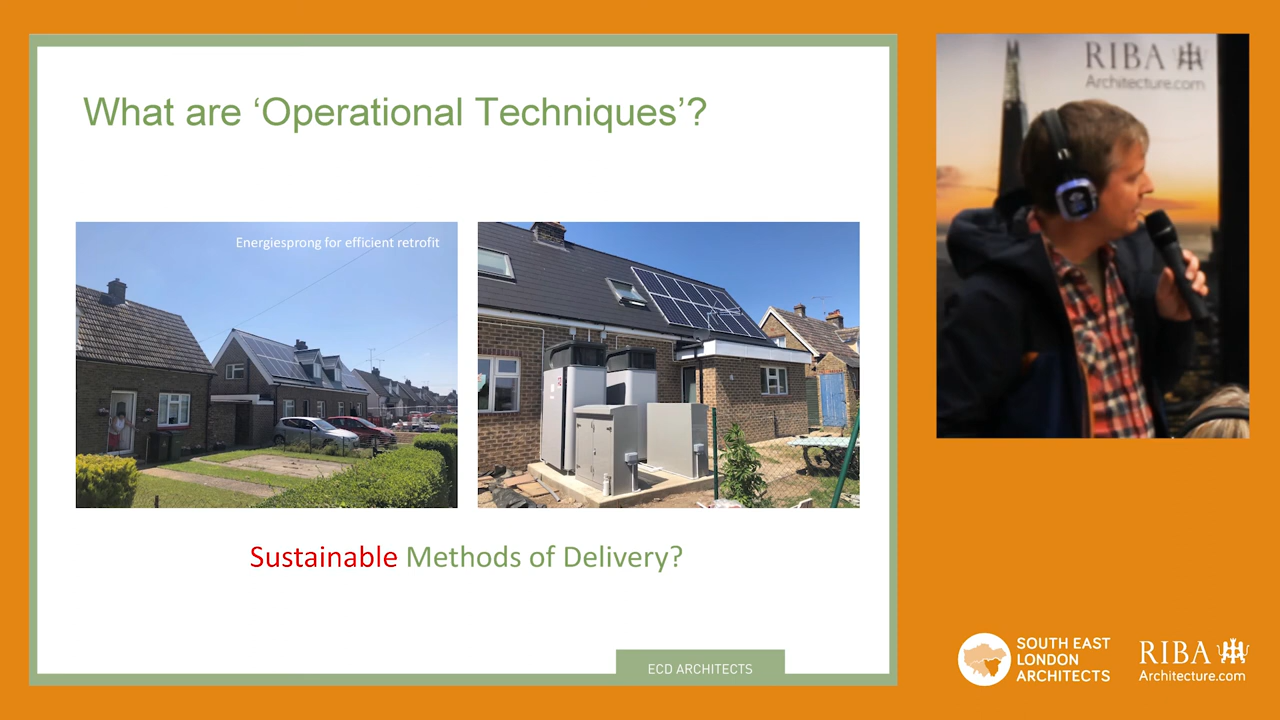 What are ‘Operational Techniques’?
Energiesprong for efficient retrofit
Sustainable Methods of Delivery?
ECD ARCHITECTS
RIBA
Architecture.com
SOUTH EAST
LONDON
ARCHITECTS
RIBA
Architecture.com